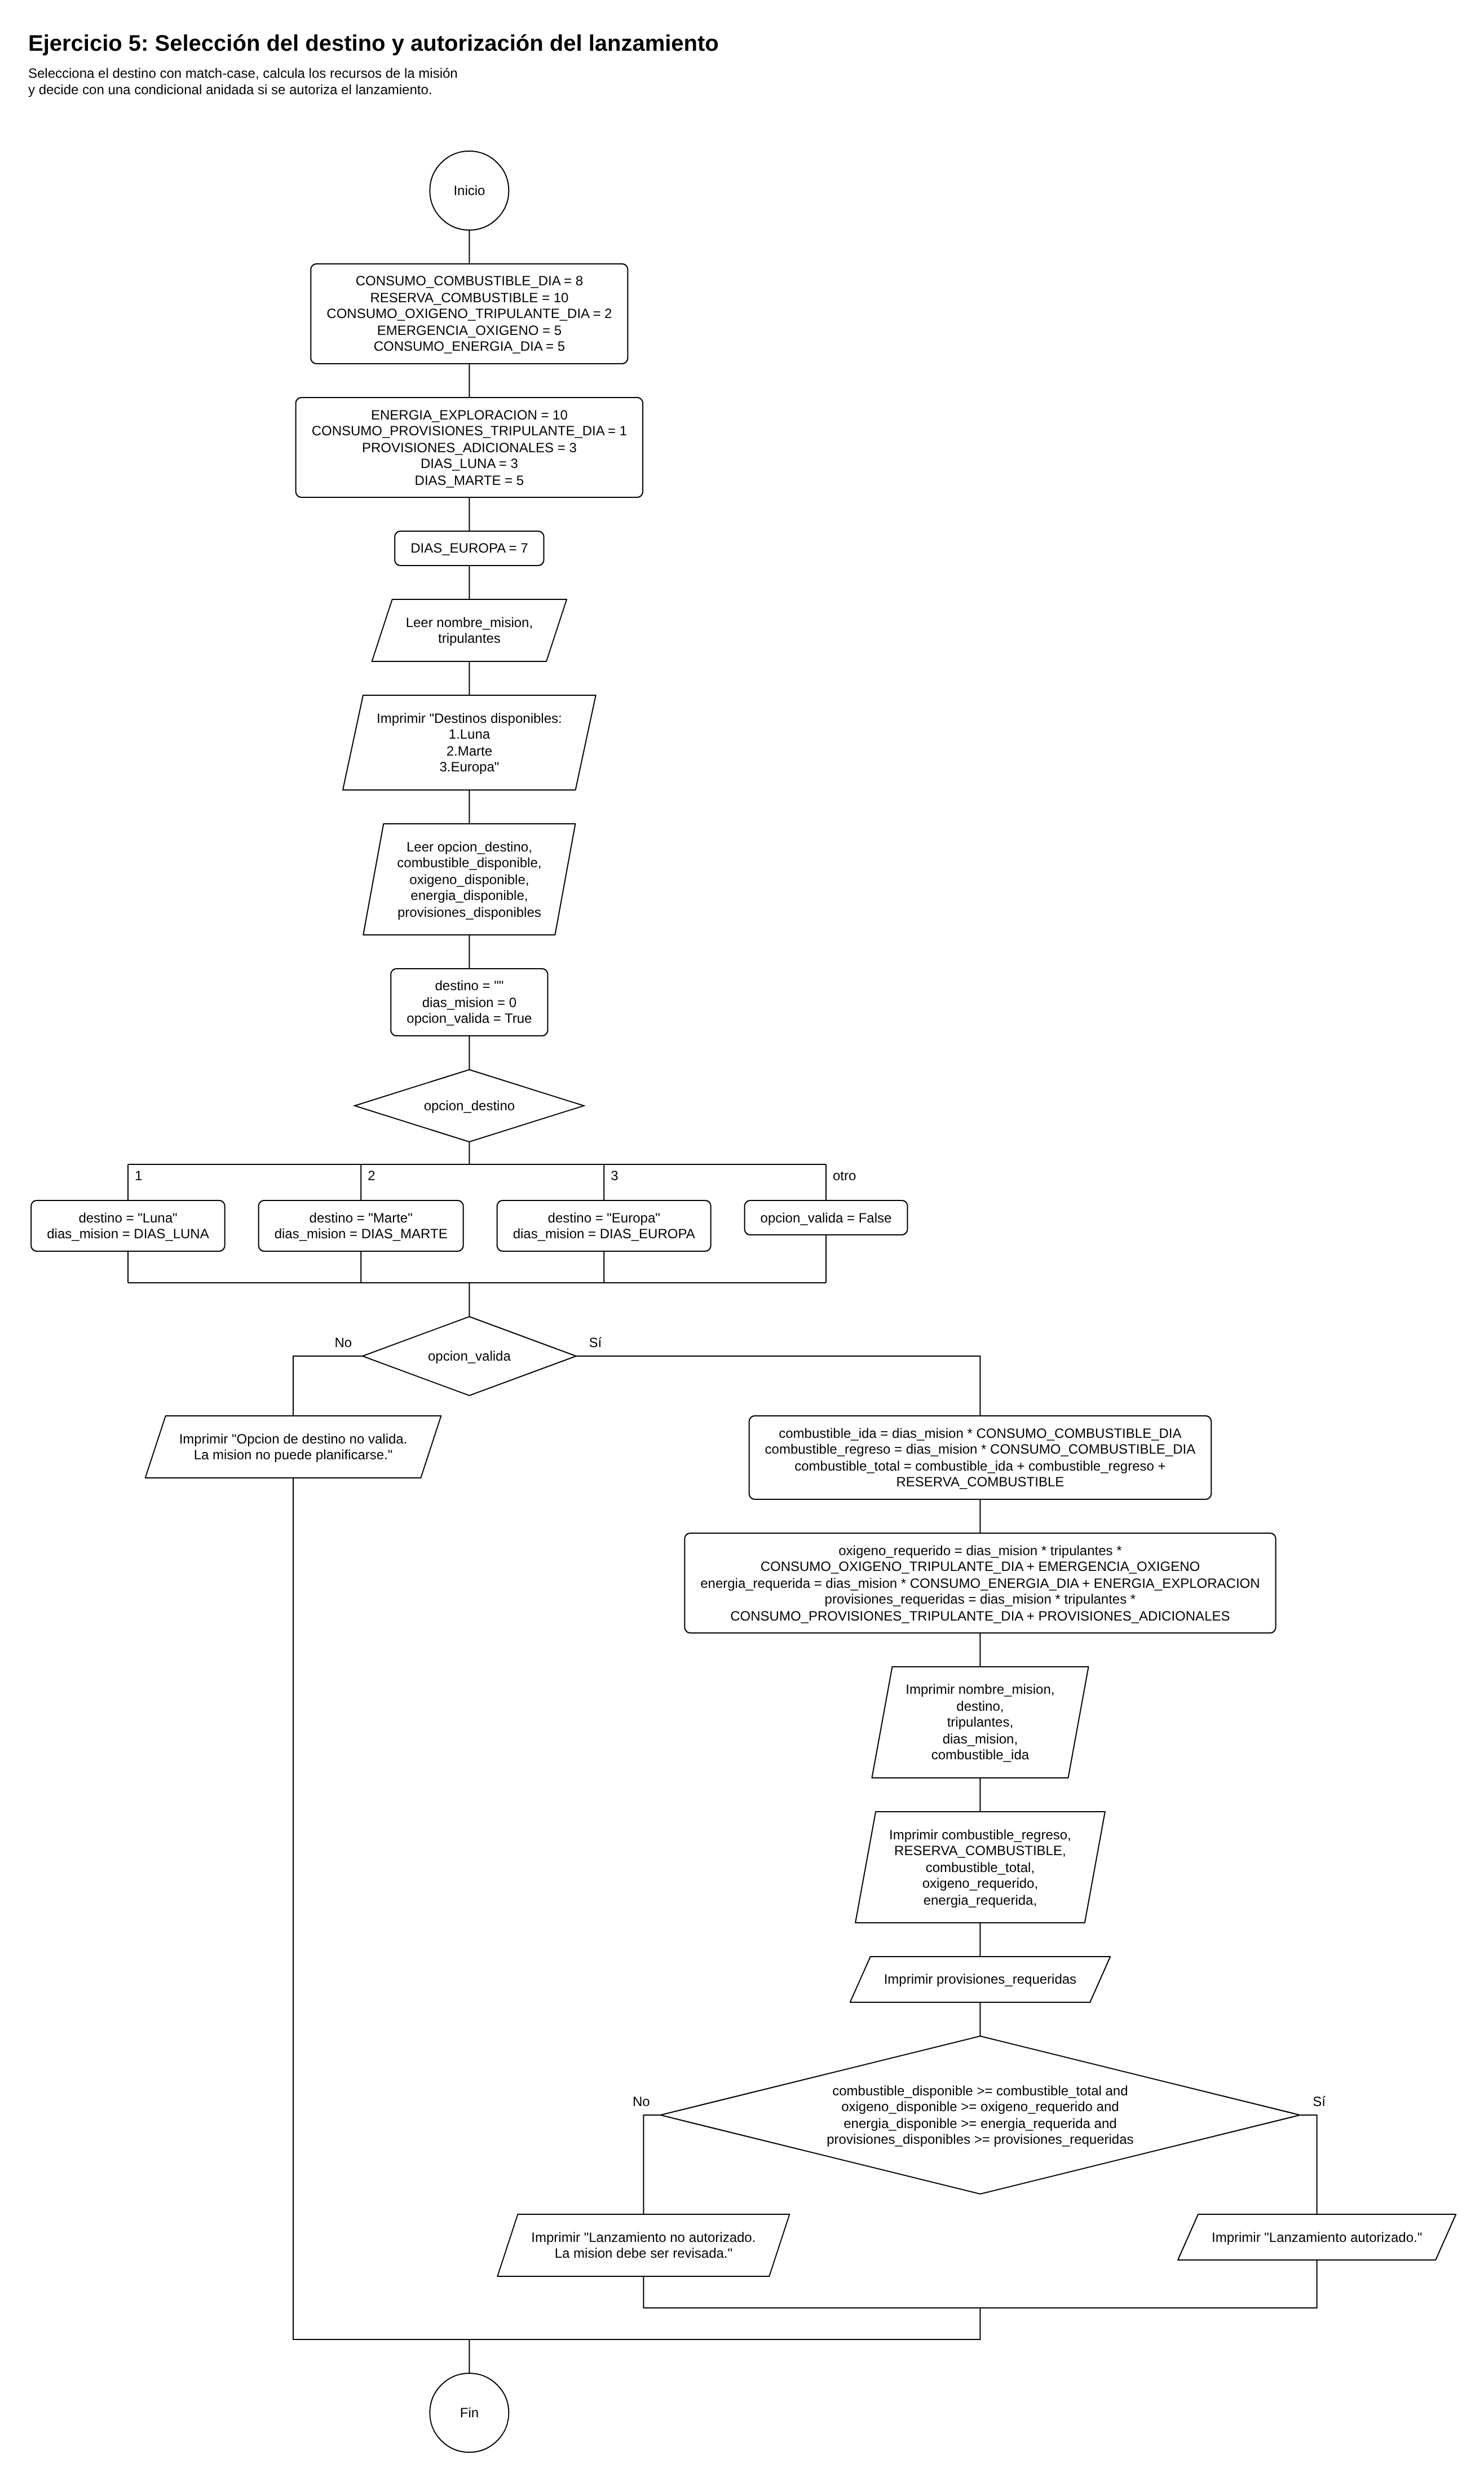 Ejercicio 5: Selección del destino y autorización del lanzamiento
Selecciona el destino con match-case, calcula los recursos de la misión
y decide con una condicional anidada si se autoriza el lanzamiento.
Inicio
CONSUMO_COMBUSTIBLE_DIA = 8
RESERVA_COMBUSTIBLE = 10
CONSUMO_OXIGENO_TRIPULANTE_DIA = 2
EMERGENCIA_OXIGENO = 5
CONSUMO_ENERGIA_DIA = 5
ENERGIA_EXPLORACION = 10
CONSUMO_PROVISIONES_TRIPULANTE_DIA = 1
PROVISIONES_ADICIONALES = 3
DIAS_LUNA = 3
DIAS_MARTE = 5
DIAS_EUROPA = 7
Leer nombre_mision,
tripulantes
Imprimir "Destinos disponibles:
1.Luna
2.Marte
3.Europa"
Leer opcion_destino,
combustible_disponible,
oxigeno_disponible,
energia_disponible,
provisiones_disponibles
destino = ""
dias_mision = 0
opcion_valida = True
opcion_destino
1
destino = "Luna"
dias_mision = DIAS_LUNA
2
destino = "Marte"
dias_mision = DIAS_MARTE
3
destino = "Europa"
dias_mision = DIAS_EUROPA
otro
opcion_valida = False
opcion_valida
No
Imprimir "Opcion de destino no valida.
La mision no puede planificarse."
Sí
combustible_ida = dias_mision * CONSUMO_COMBUSTIBLE_DIA
combustible_regreso = dias_mision * CONSUMO_COMBUSTIBLE_DIA
combustible_total = combustible_ida + combustible_regreso +
RESERVA_COMBUSTIBLE
oxigeno_requerido = dias_mision * tripulantes *
CONSUMO_OXIGENO_TRIPULANTE_DIA + EMERGENCIA_OXIGENO
energia_requerida = dias_mision * CONSUMO_ENERGIA_DIA + ENERGIA_EXPLORACION
provisiones_requeridas = dias_mision * tripulantes *
CONSUMO_PROVISIONES_TRIPULANTE_DIA + PROVISIONES_ADICIONALES
Imprimir nombre_mision,
destino,
tripulantes,
dias_mision,
combustible_ida
Imprimir combustible_regreso,
RESERVA_COMBUSTIBLE,
combustible_total,
oxigeno_requerido,
energia_requerida,
Imprimir provisiones_requeridas
combustible_disponible >= combustible_total and
oxigeno_disponible >= oxigeno_requerido and
energia_disponible >= energia_requerida and
provisiones_disponibles >= provisiones_requeridas
No
Imprimir "Lanzamiento no autorizado.
La mision debe ser revisada."
Sí
Imprimir "Lanzamiento autorizado."
Fin